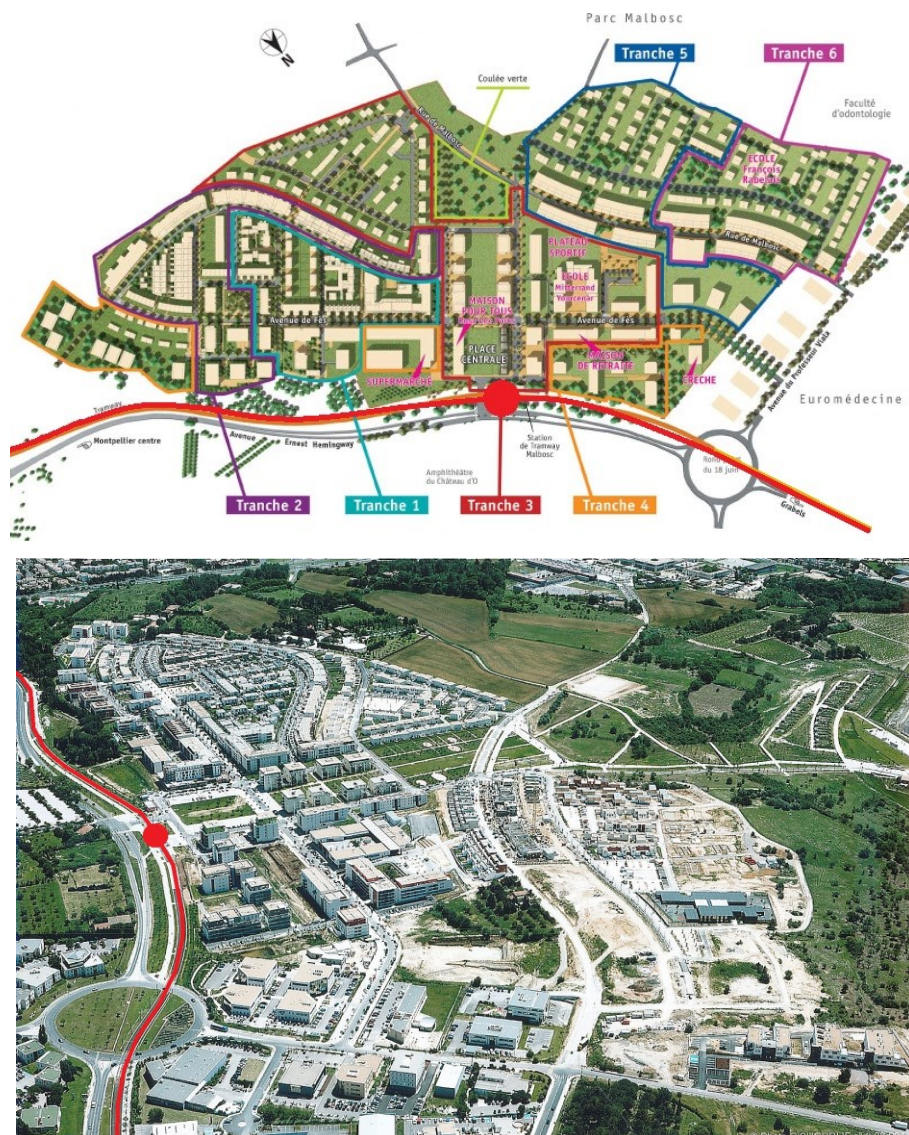 Parc Malbosc
N
Tranche 5
Tranche 6
Coulée verte
Faculté
d'odontologie
Rue de Malbosc
ECOLE
François
Rabelais
Rue de Malbosc
PLATEAU
SPORTIF
ECOLE
Mitterrand
Yourcenar
MAISON
POUR TOUS
Avenue de Fès
Avenue de Fès
PLACE
CENTRALE
MAISON
DE RETRAITE
SUPERMARCHE
CRECHE
Avenue du Professeur Viala
Euromédecine
Tramway
Montpellier centre
Avenue Ernest Hemingway
Station
de Tramway
Malbosc
Amphithéâtre
du Château d'O
Rond-point
du 18 juin
Grabels
Tranche 2
Tranche 1
Tranche 3
Tranche 4